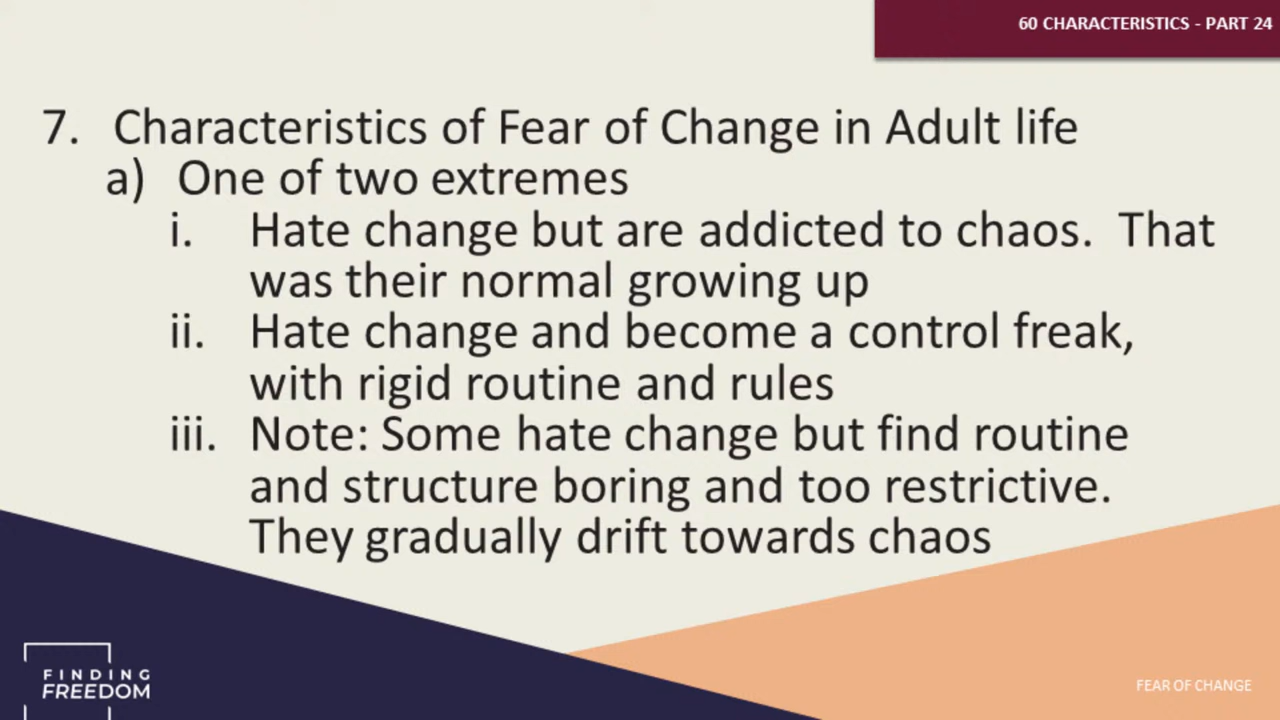 60 CHARACTERISTICS - PART 24
7. Characteristics of Fear of Change in Adult life
a) One of two extremes
i. Hate change but are addicted to chaos. That
was their normal growing up
ii. Hate change and become a control freak,
with rigid routine and rules
iii. Note: Some hate change but find routine
and structure boring and too restrictive.
They gradually drift towards chaos
FINDING
FREEDOM
FEAR OF CHANGE